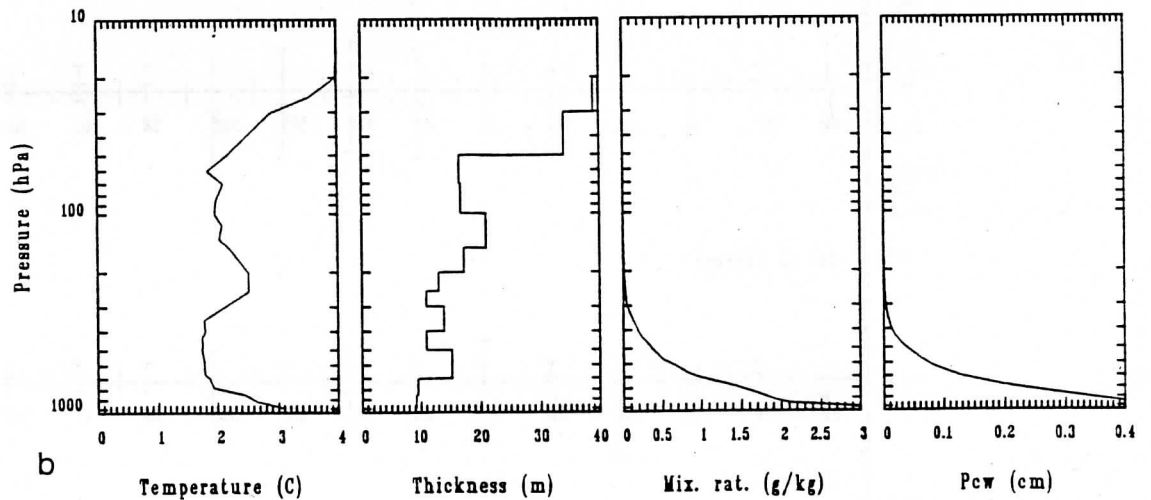 10
100
1000
Pressure (hPa)
0 1 2 3 4
Temperature (C)
0 10 20 30 40
Thickness (m)
0 0.5 1 1.5 2 2.5 3
Mix. rat. (g/kg)
0 0.1 0.2 0.3 0.4
Pcw (cm)
b